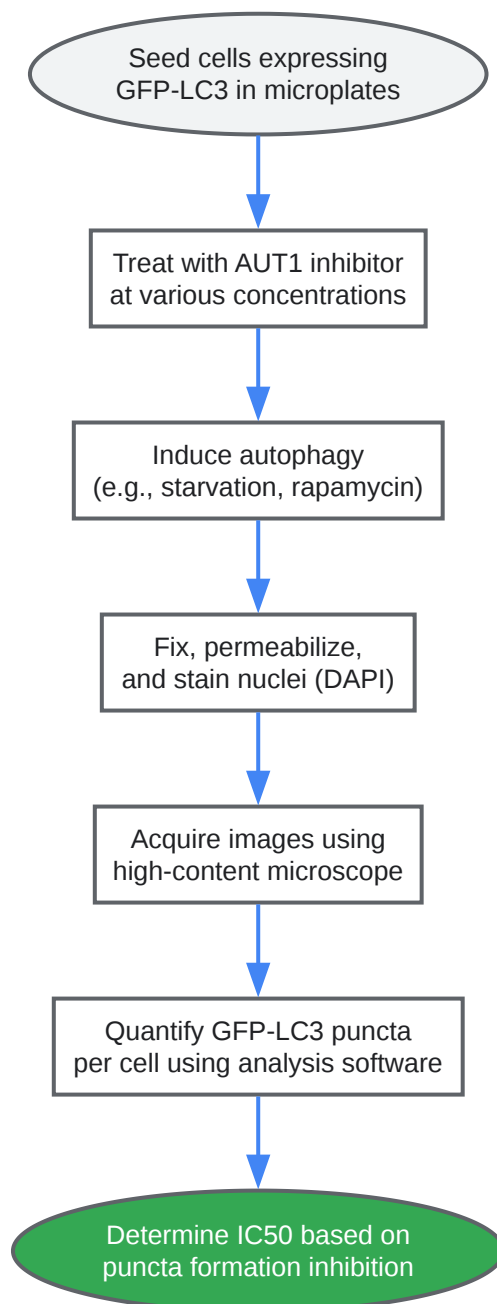 Seed cells expressing
GFP-LC3 in microplates
Treat with AUT1 inhibitor
at various concentrations
Induce autophagy
(e.g., starvation, rapamycin)
Fix, permeabilize,
and stain nuclei (DAPI)
Acquire images using
high-content microscope
Quantify GFP-LC3 puncta
per cell using analysis software
Determine IC50 based on
puncta formation inhibition